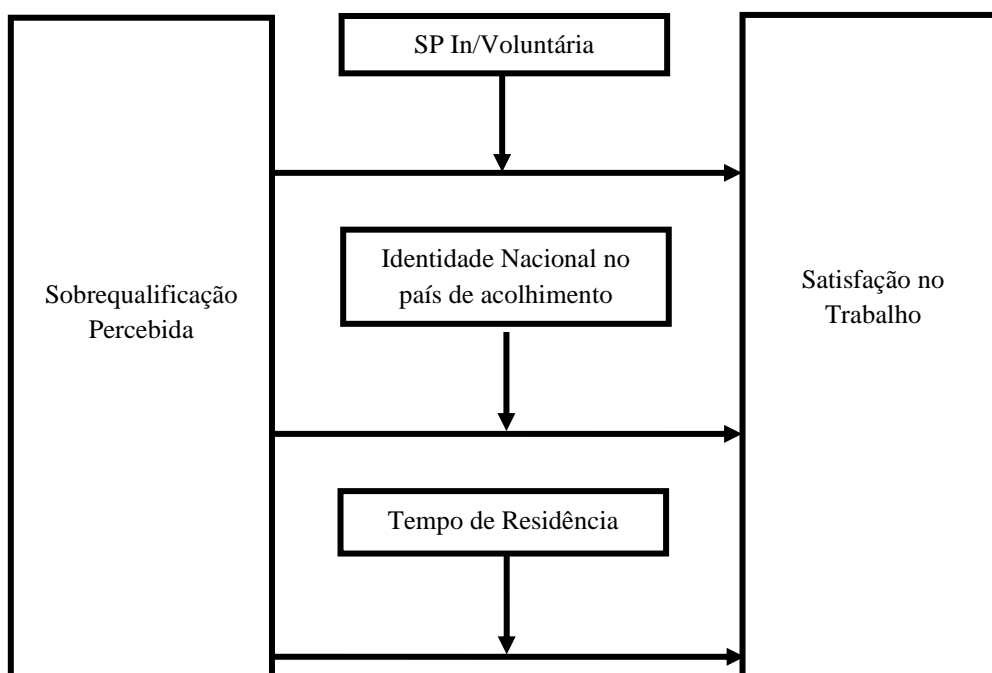 SP In/Voluntária
Sobrequalificação
Percebida
Identidade Nacional no
país de acolhimento
Satisfação no
Trabalho
Tempo de Residência